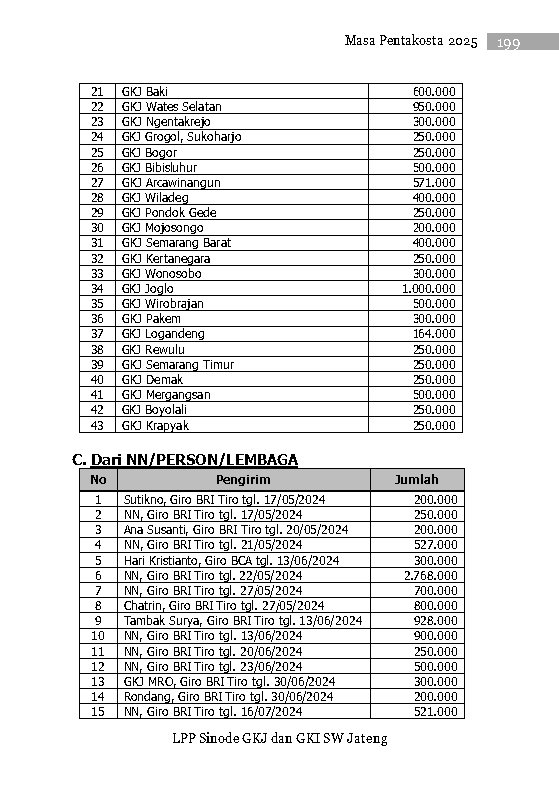 Masa Pentakosta 2025 199
21 GKJ Baki 600.000
22 GKJ Wates Selatan 950.000
23 GKJ Ngentakrejo 300.000
24 GKJ Grogol, Sukoharjo 250.000
25 GKJ Bogor 250.000
26 GKJ Bibisluhur 500.000
27 GKJ Arcawinangun 571.000
28 GKJ Wiladeg 400.000
29 GKJ Pondok Gede 250.000
30 GKJ Mojosongo 200.000
31 GKJ Semarang Barat 400.000
32 GKJ Kertanegara 250.000
33 GKJ Wonosobo 300.000
34 GKJ Joglo 1.000.000
35 GKJ Wirobrajan 500.000
36 GKJ Pakem 300.000
37 GKJ Logandeng 164.000
38 GKJ Rewulu 250.000
39 GKJ Semarang Timur 250.000
40 GKJ Demak 250.000
41 GKJ Mergangsan 500.000
42 GKJ Boyolali 250.000
43 GKJ Krapyak 250.000
C. Dari NN/PERSON/LEMBAGA
No Pengirim Jumlah
1 Sutikno, Giro BRI Tiro tgl. 17/05/2024 200.000
2 NN, Giro BRI Tiro tgl. 17/05/2024 250.000
3 Ana Susanti, Giro BRI Tiro tgl. 20/05/2024 200.000
4 NN, Giro BRI Tiro tgl. 21/05/2024 527.000
5 Hari Kristianto, Giro BCA tgl. 13/06/2024 300.000
6 NN, Giro BRI Tiro tgl. 22/05/2024 2.768.000
7 NN, Giro BRI Tiro tgl. 27/05/2024 700.000
8 Chatrin, Giro BRI Tiro tgl. 27/05/2024 800.000
9 Tambak Surya, Giro BRI Tiro tgl. 13/06/2024 928.000
10 NN, Giro BRI Tiro tgl. 13/06/2024 900.000
11 NN, Giro BRI Tiro tgl. 20/06/2024 250.000
12 NN, Giro BRI Tiro tgl. 23/06/2024 500.000
13 GKJ MRO, Giro BRI Tiro tgl. 30/06/2024 300.000
14 Rondang, Giro BRI Tiro tgl. 30/06/2024 200.000
15 NN, Giro BRI Tiro tgl. 16/07/2024 521.000
LPP Sinode GKJ dan GKI SW Jateng